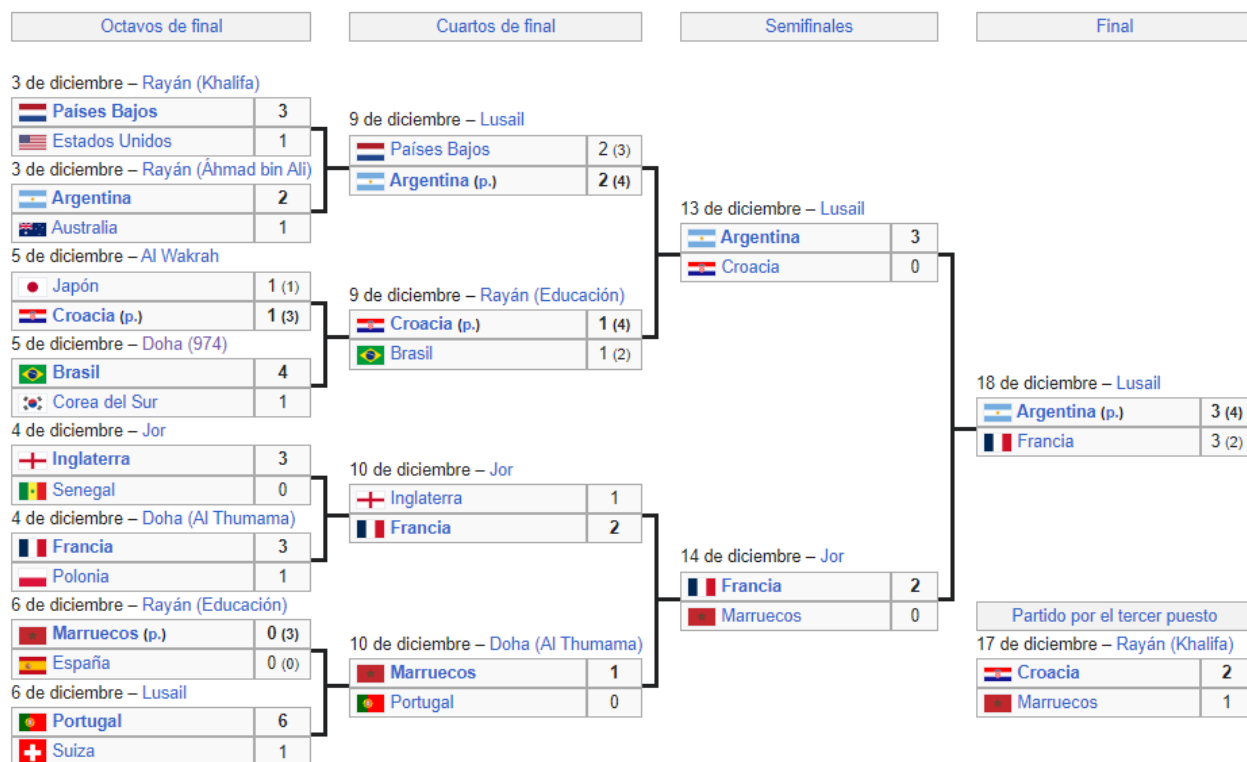 Octavos de final
Cuartos de final
Semifinales
Final
3 de diciembre – Rayán (Khalifa)
Países Bajos 3
Estados Unidos 1
3 de diciembre – Rayán (Áhmad bin Ali)
Argentina 2
Australia 1
5 de diciembre – Al Wakrah
Japón 1 (1)
Croacia (p.) 1 (3)
5 de diciembre – Doha (974)
Brasil 4
Corea del Sur 1
4 de diciembre – Jor
Inglaterra 3
Senegal 0
4 de diciembre – Doha (Al Thumama)
Francia 3
Polonia 1
6 de diciembre – Rayán (Educación)
Marruecos (p.) 0 (3)
España 0 (0)
6 de diciembre – Lusail
Portugal 6
Suiza 1
9 de diciembre – Lusail
Países Bajos 2 (3)
Argentina (p.) 2 (4)
9 de diciembre – Rayán (Educación)
Croacia (p.) 1 (4)
Brasil 1 (2)
10 de diciembre – Jor
Inglaterra 1
Francia 2
10 de diciembre – Doha (Al Thumama)
Marruecos 1
Portugal 0
13 de diciembre – Lusail
Argentina 3
Croacia 0
14 de diciembre – Jor
Francia 2
Marruecos 0
18 de diciembre – Lusail
Argentina (p.) 3 (4)
Francia 3 (2)
Partido por el tercer puesto
17 de diciembre – Rayán (Khalifa)
Croacia 2
Marruecos 1